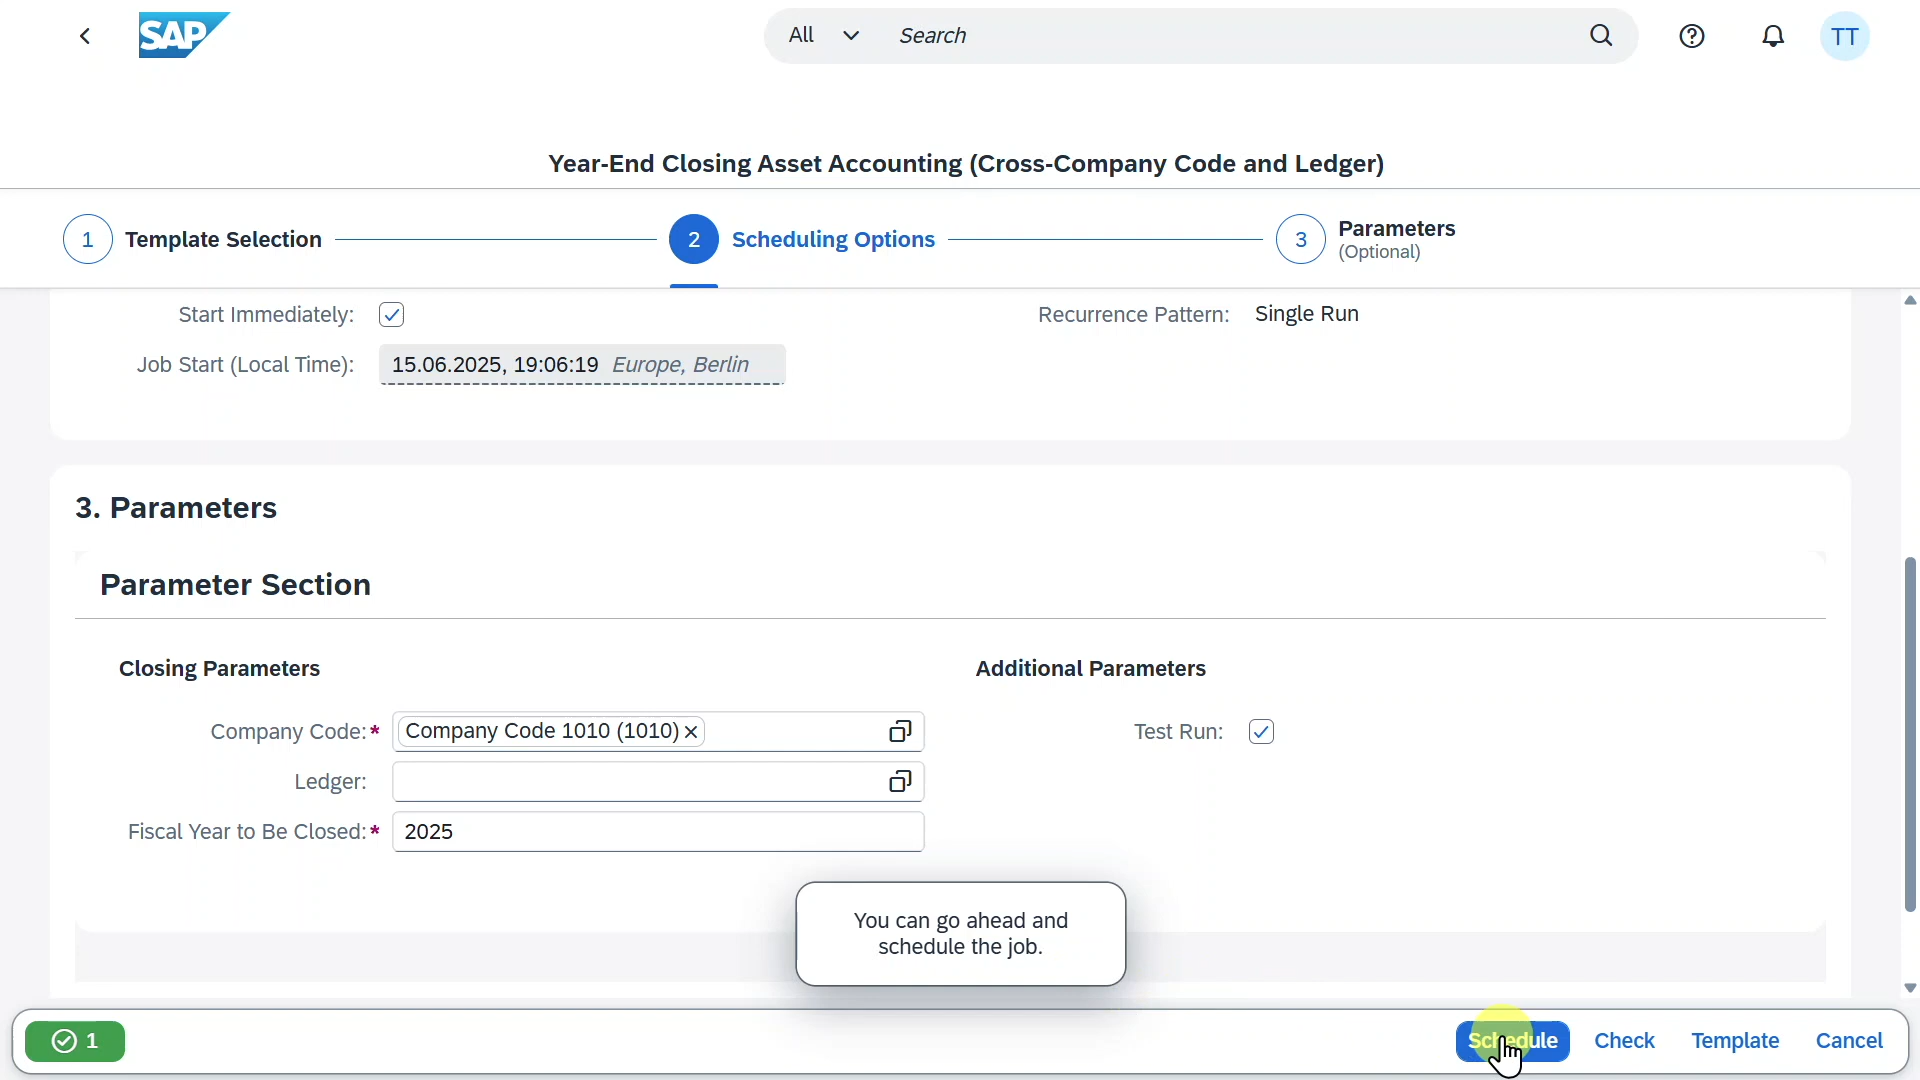 SAP
All
Search
TT
Year-End Closing Asset Accounting (Cross-Company Code and Ledger)
1
Template Selection
2
Scheduling Options
3
Parameters
(Optional)
Start Immediately:
Recurrence Pattern: Single Run
Job Start (Local Time): 15.06.2025, 19:06:19 Europe, Berlin
3. Parameters
Parameter Section
Closing Parameters
Additional Parameters
Company Code:* Company Code 1010 (1010)
Test Run:
Ledger:
Fiscal Year to Be Closed:* 2025
You can go ahead and
schedule the job.
1
Schedule
Check
Template
Cancel